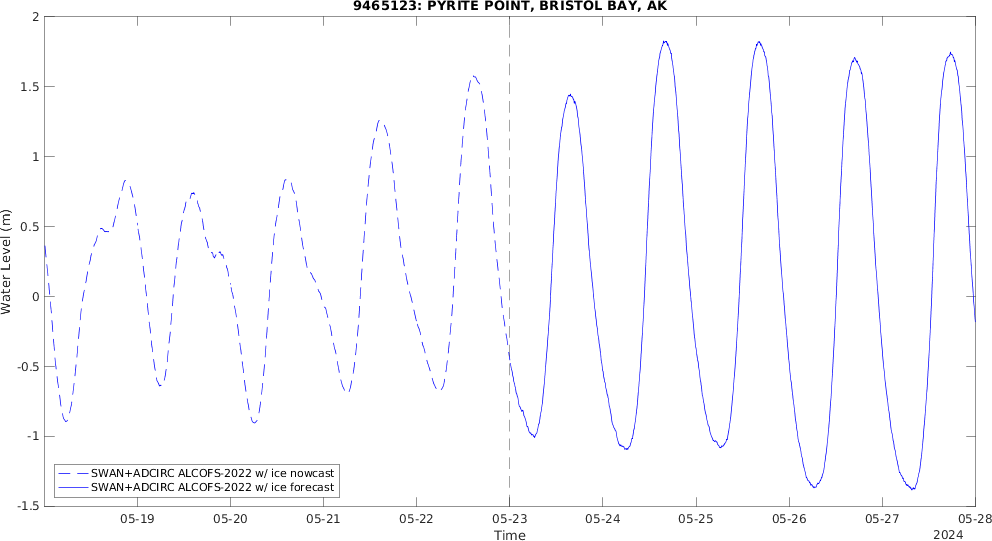 9465123: PYRITE POINT, BRISTOL BAY, AK
2
1.5
1
0.5
0
-0.5
-1
-1.5
Water Level (m)
SWAN+ADCIRC ALCOFS-2022 w/ ice nowcast
SWAN+ADCIRC ALCOFS-2022 w/ ice forecast
05-19 05-20 05-21 05-22 05-23 05-24 05-25 05-26 05-27 05-28
Time
2024